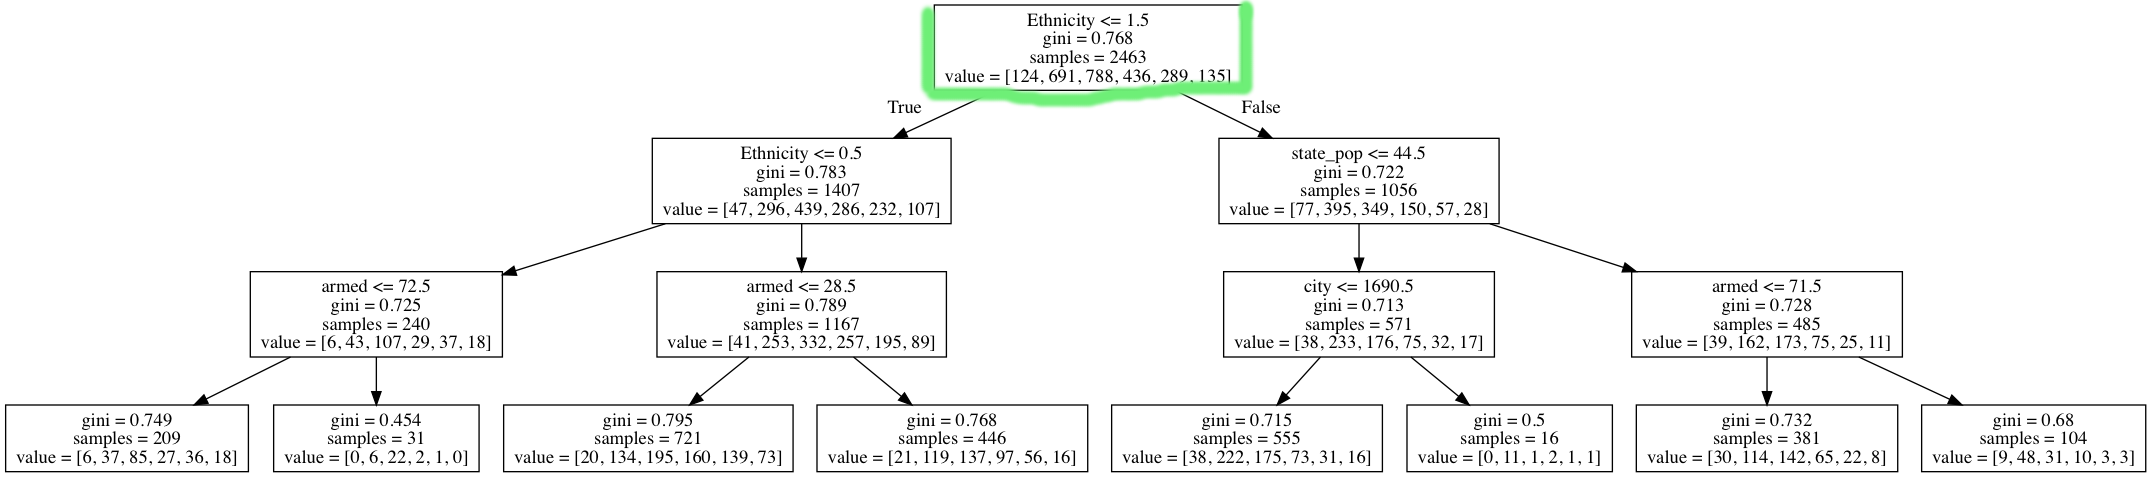 Ethnicity <= 1.5
gini = 0.768
samples = 2463
value = [124, 691, 788, 436, 289, 135]
True
False
Ethnicity <= 0.5
gini = 0.783
samples = 1407
value = [47, 296, 439, 286, 232, 107]
state_pop <= 44.5
gini = 0.722
samples = 1056
value = [77, 395, 349, 150, 57, 28]
armed <= 72.5
gini = 0.725
samples = 240
value = [6, 43, 107, 29, 37, 18]
armed <= 28.5
gini = 0.789
samples = 1167
value = [41, 253, 332, 257, 195, 89]
city <= 1690.5
gini = 0.713
samples = 571
value = [38, 233, 176, 75, 32, 17]
armed <= 71.5
gini = 0.728
samples = 485
value = [39, 162, 173, 75, 25, 11]
gini = 0.749
samples = 209
value = [6, 37, 85, 27, 36, 18]
gini = 0.454
samples = 31
value = [0, 6, 22, 2, 1, 0]
gini = 0.795
samples = 721
value = [20, 134, 195, 160, 139, 73]
gini = 0.768
samples = 446
value = [21, 119, 137, 97, 56, 16]
gini = 0.715
samples = 555
value = [38, 222, 175, 73, 31, 16]
gini = 0.5
samples = 16
value = [0, 11, 1, 2, 1, 1]
gini = 0.732
samples = 381
value = [30, 114, 142, 65, 22, 8]
gini = 0.68
samples = 104
value = [9, 48, 31, 10, 3, 3]